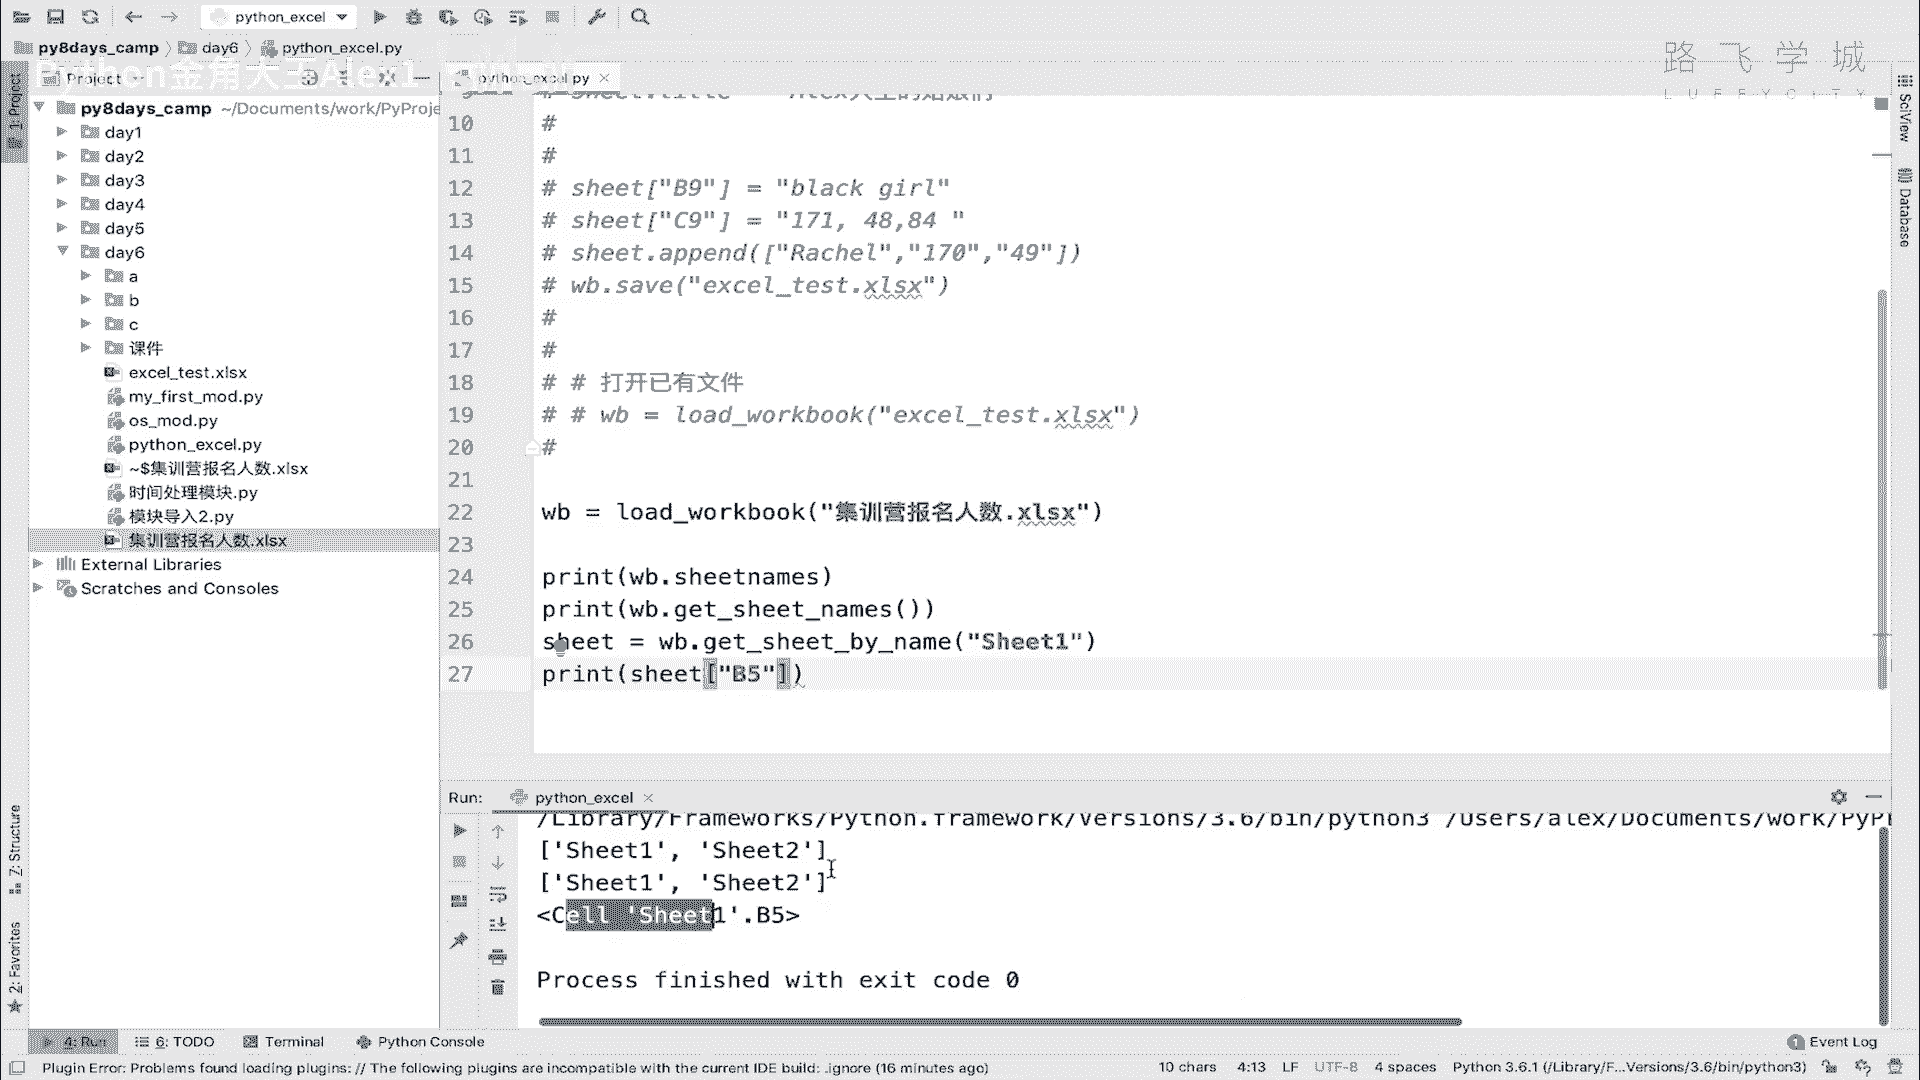 python_excel
py8days_camp
day6
python_excel.py
路飞学城
LUFFYCITY
Python金角大王Alex1
Project
python_excel.py
1: Project
py8days_camp ~/Documents/work/PyProje
day1
day2
day3
day4
day5
day6
a
b
c
课件
excel_test.xlsx
my_first_mod.py
os_mod.py
python_excel.py
~$集训营报名人数.xlsx
时间处理模块.py
模块导入2.py
集训营报名人数.xlsx
External Libraries
Scratches and Consoles
10 #
11 #
12 # sheet["B9"] = "black girl"
13 # sheet["C9"] = "171, 48,84 "
14 # sheet.append(["Rachel","170","49"])
15 # wb.save("excel_test.xlsx")
16 #
17 #
18 # # 打开已有文件
19 # # wb = load_workbook("excel_test.xlsx")
20 #
21
22 wb = load_workbook("集训营报名人数.xlsx")
23
24 print(wb.sheetnames)
25 print(wb.get_sheet_names())
26 sheet = wb.get_sheet_by_name("Sheet1")
27 print(sheet["B5"])
SciView
Database
Run: python_excel
/Library/Frameworks/Python.framework/Versions/3.6/bin/python3 /Users/alex/Documents/work/PyP
['Sheet1', 'Sheet2']
['Sheet1', 'Sheet2']
<Cell 'Sheet1'.B5>
Process finished with exit code 0
7: Structure
2: Favorites
4: Run
6: TODO
Terminal
Python Console
1 Event Log
Plugin Error: Problems found loading plugins: // The following plugins are incompatible with the current IDE build: .ignore (16 minutes ago)
10 chars 4:13 LF UTF-8 4 spaces Python 3.6.1 (/Library/F...Versions/3.6/bin/python3)